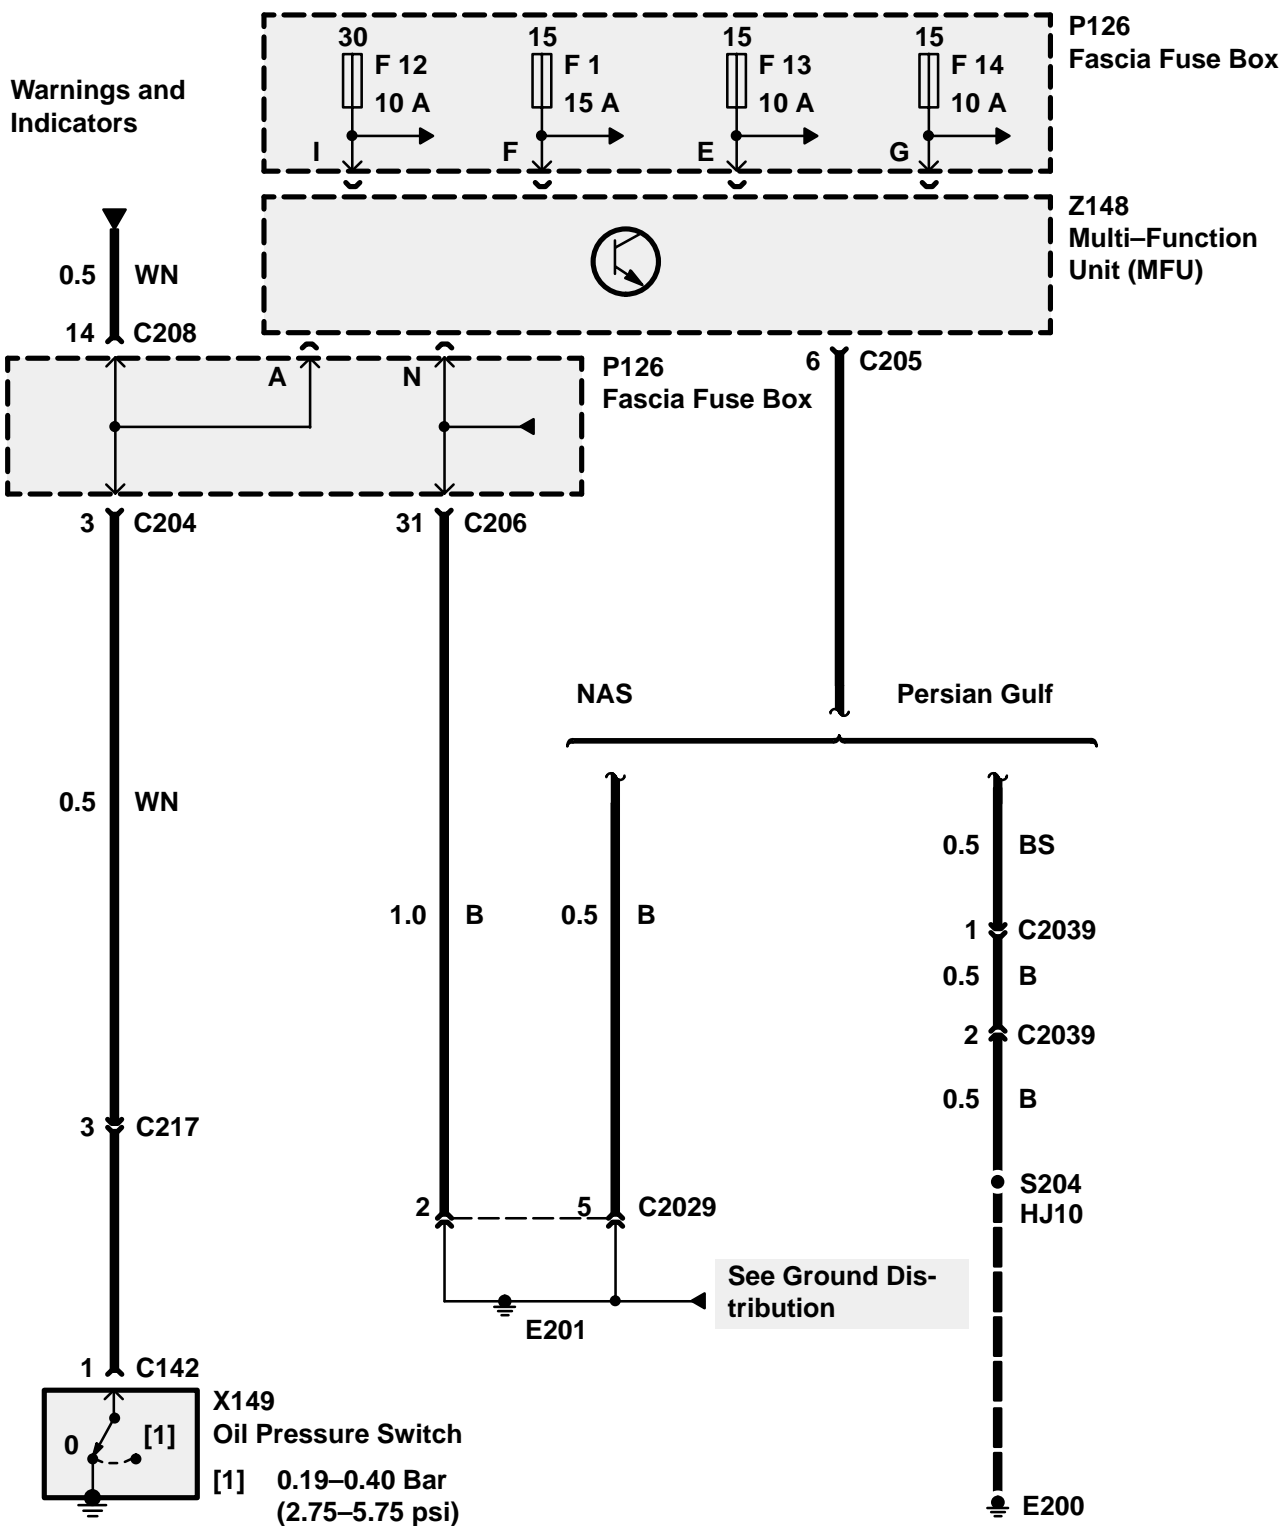 P126
Fascia Fuse Box
30
F 12
10 A
I
15
F 1
15 A
F
15
F 13
10 A
E
15
F 14
10 A
G
Warnings and
Indicators
Z148
Multi–Function
Unit (MFU)
0.5 WN
14 C208
A
N
P126
Fascia Fuse Box
6 C205
3 C204
31 C206
NAS
Persian Gulf
0.5 WN
1.0 B
0.5 B
0.5 BS
1 C2039
0.5 B
2 C2039
0.5 B
3 C217
S204
HJ10
2
5 C2029
See Ground Dis-
tribution
E201
1 C142
X149
Oil Pressure Switch
0
[1]
[1] 0.19–0.40 Bar
(2.75–5.75 psi)
E200